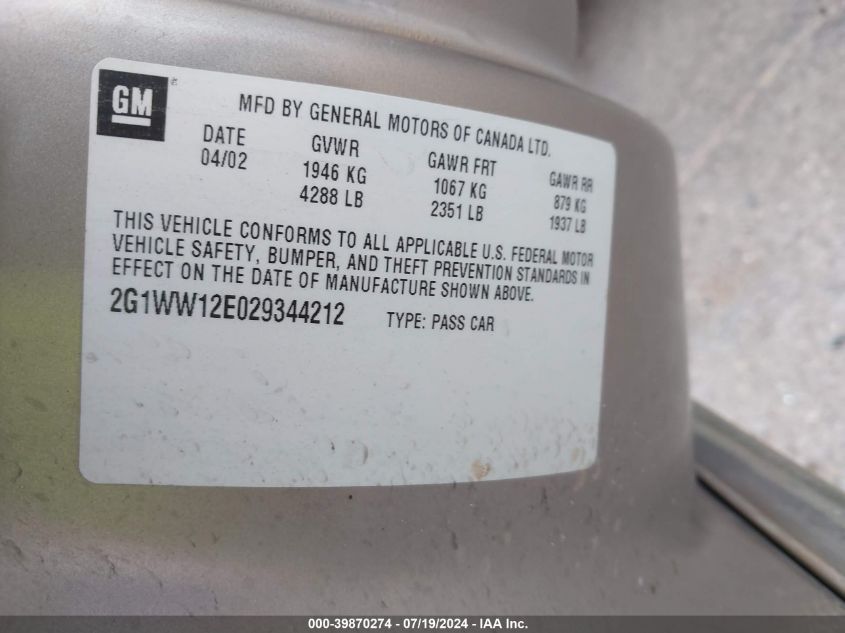 GM ®
MFD BY GENERAL MOTORS OF CANADA LTD.
DATE GVWR GAWR FRT GAWR RR
04/02 1946 KG 1067 KG 879 KG
4288 LB 2351 LB 1937 LB
THIS VEHICLE CONFORMS TO ALL APPLICABLE U.S. FEDERAL MOTOR
VEHICLE SAFETY, BUMPER, AND THEFT PREVENTION STANDARDS IN
EFFECT ON THE DATE OF MANUFACTURE SHOWN ABOVE.
2G1WW12E029344212 TYPE: PASS CAR
000-39870274 - 07/19/2024 - IAA Inc.